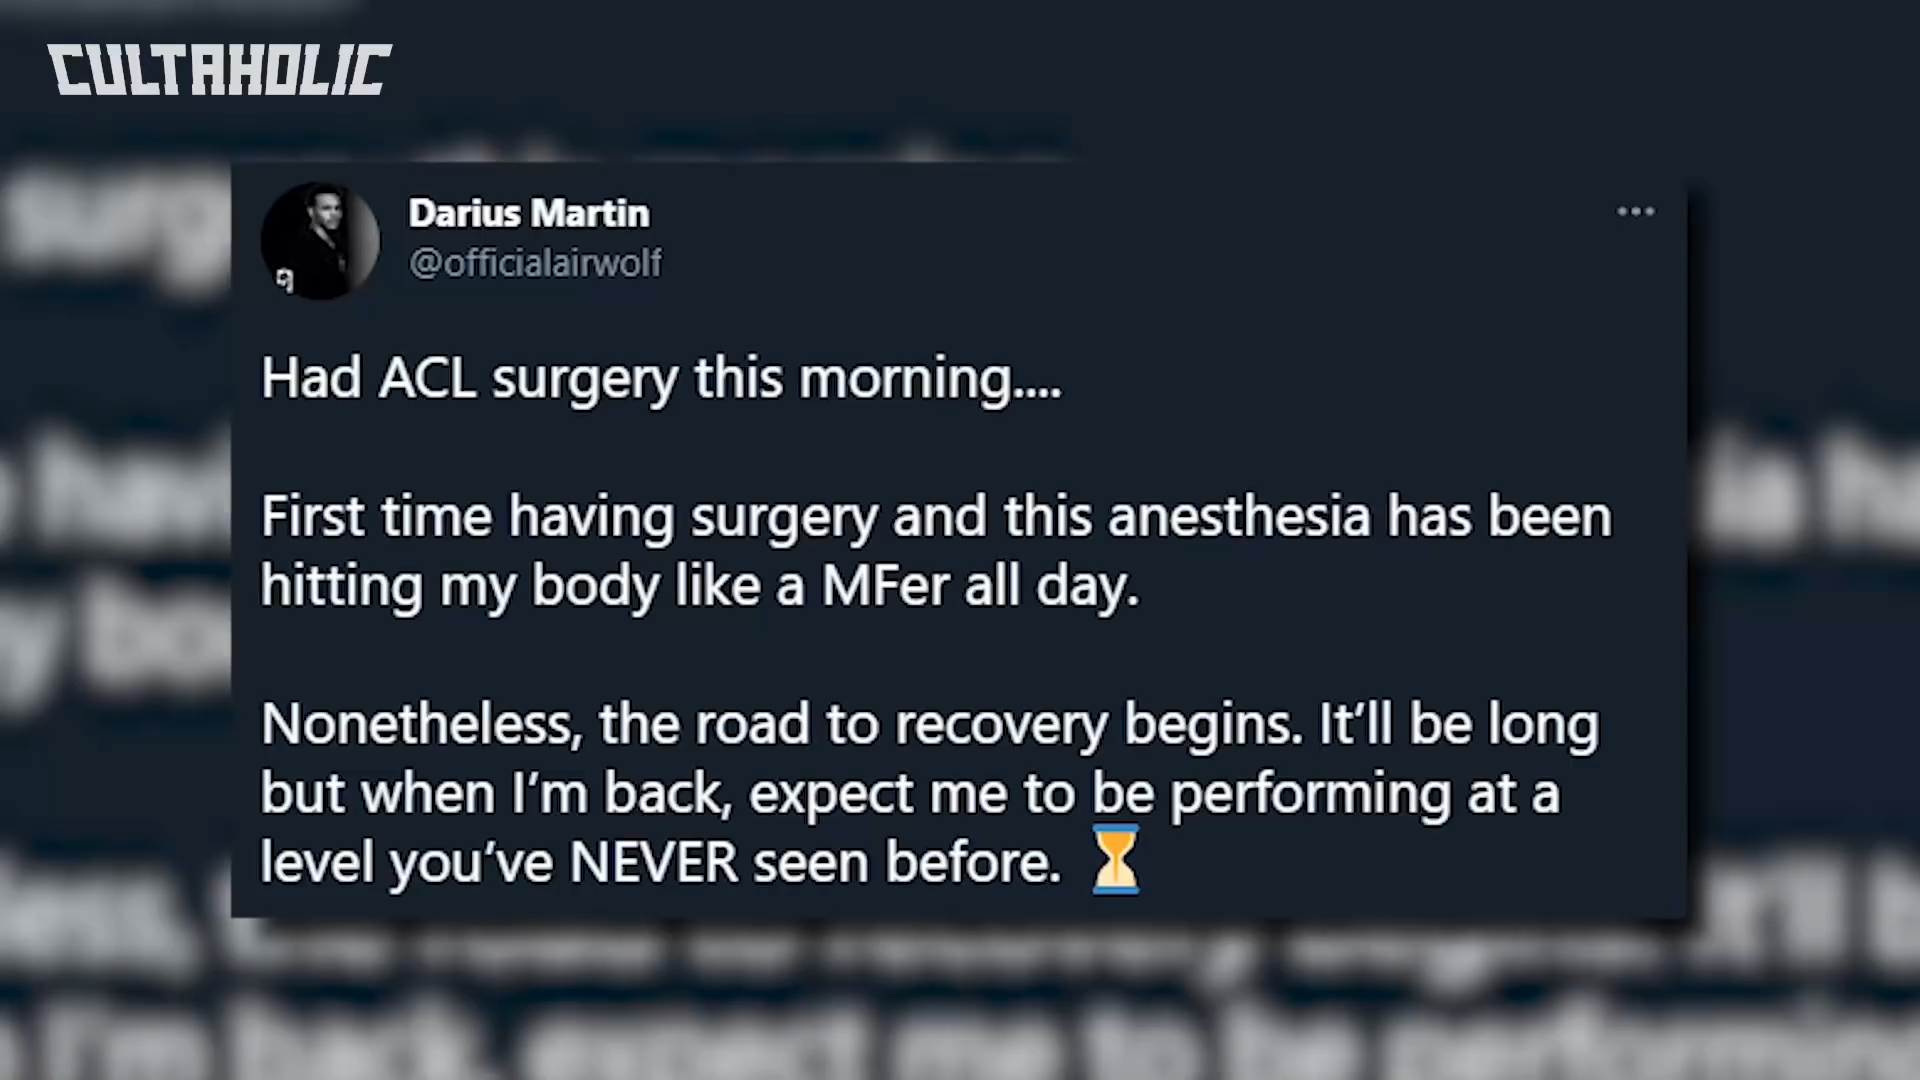 CULTAHOLIC
Darius Martin
@officialairwolf
Had ACL surgery this morning....
First time having surgery and this anesthesia has been
hitting my body like a MFer all day.
Nonetheless, the road to recovery begins. It’ll be long
but when I’m back, expect me to be performing at a
level you’ve NEVER seen before. ⏳